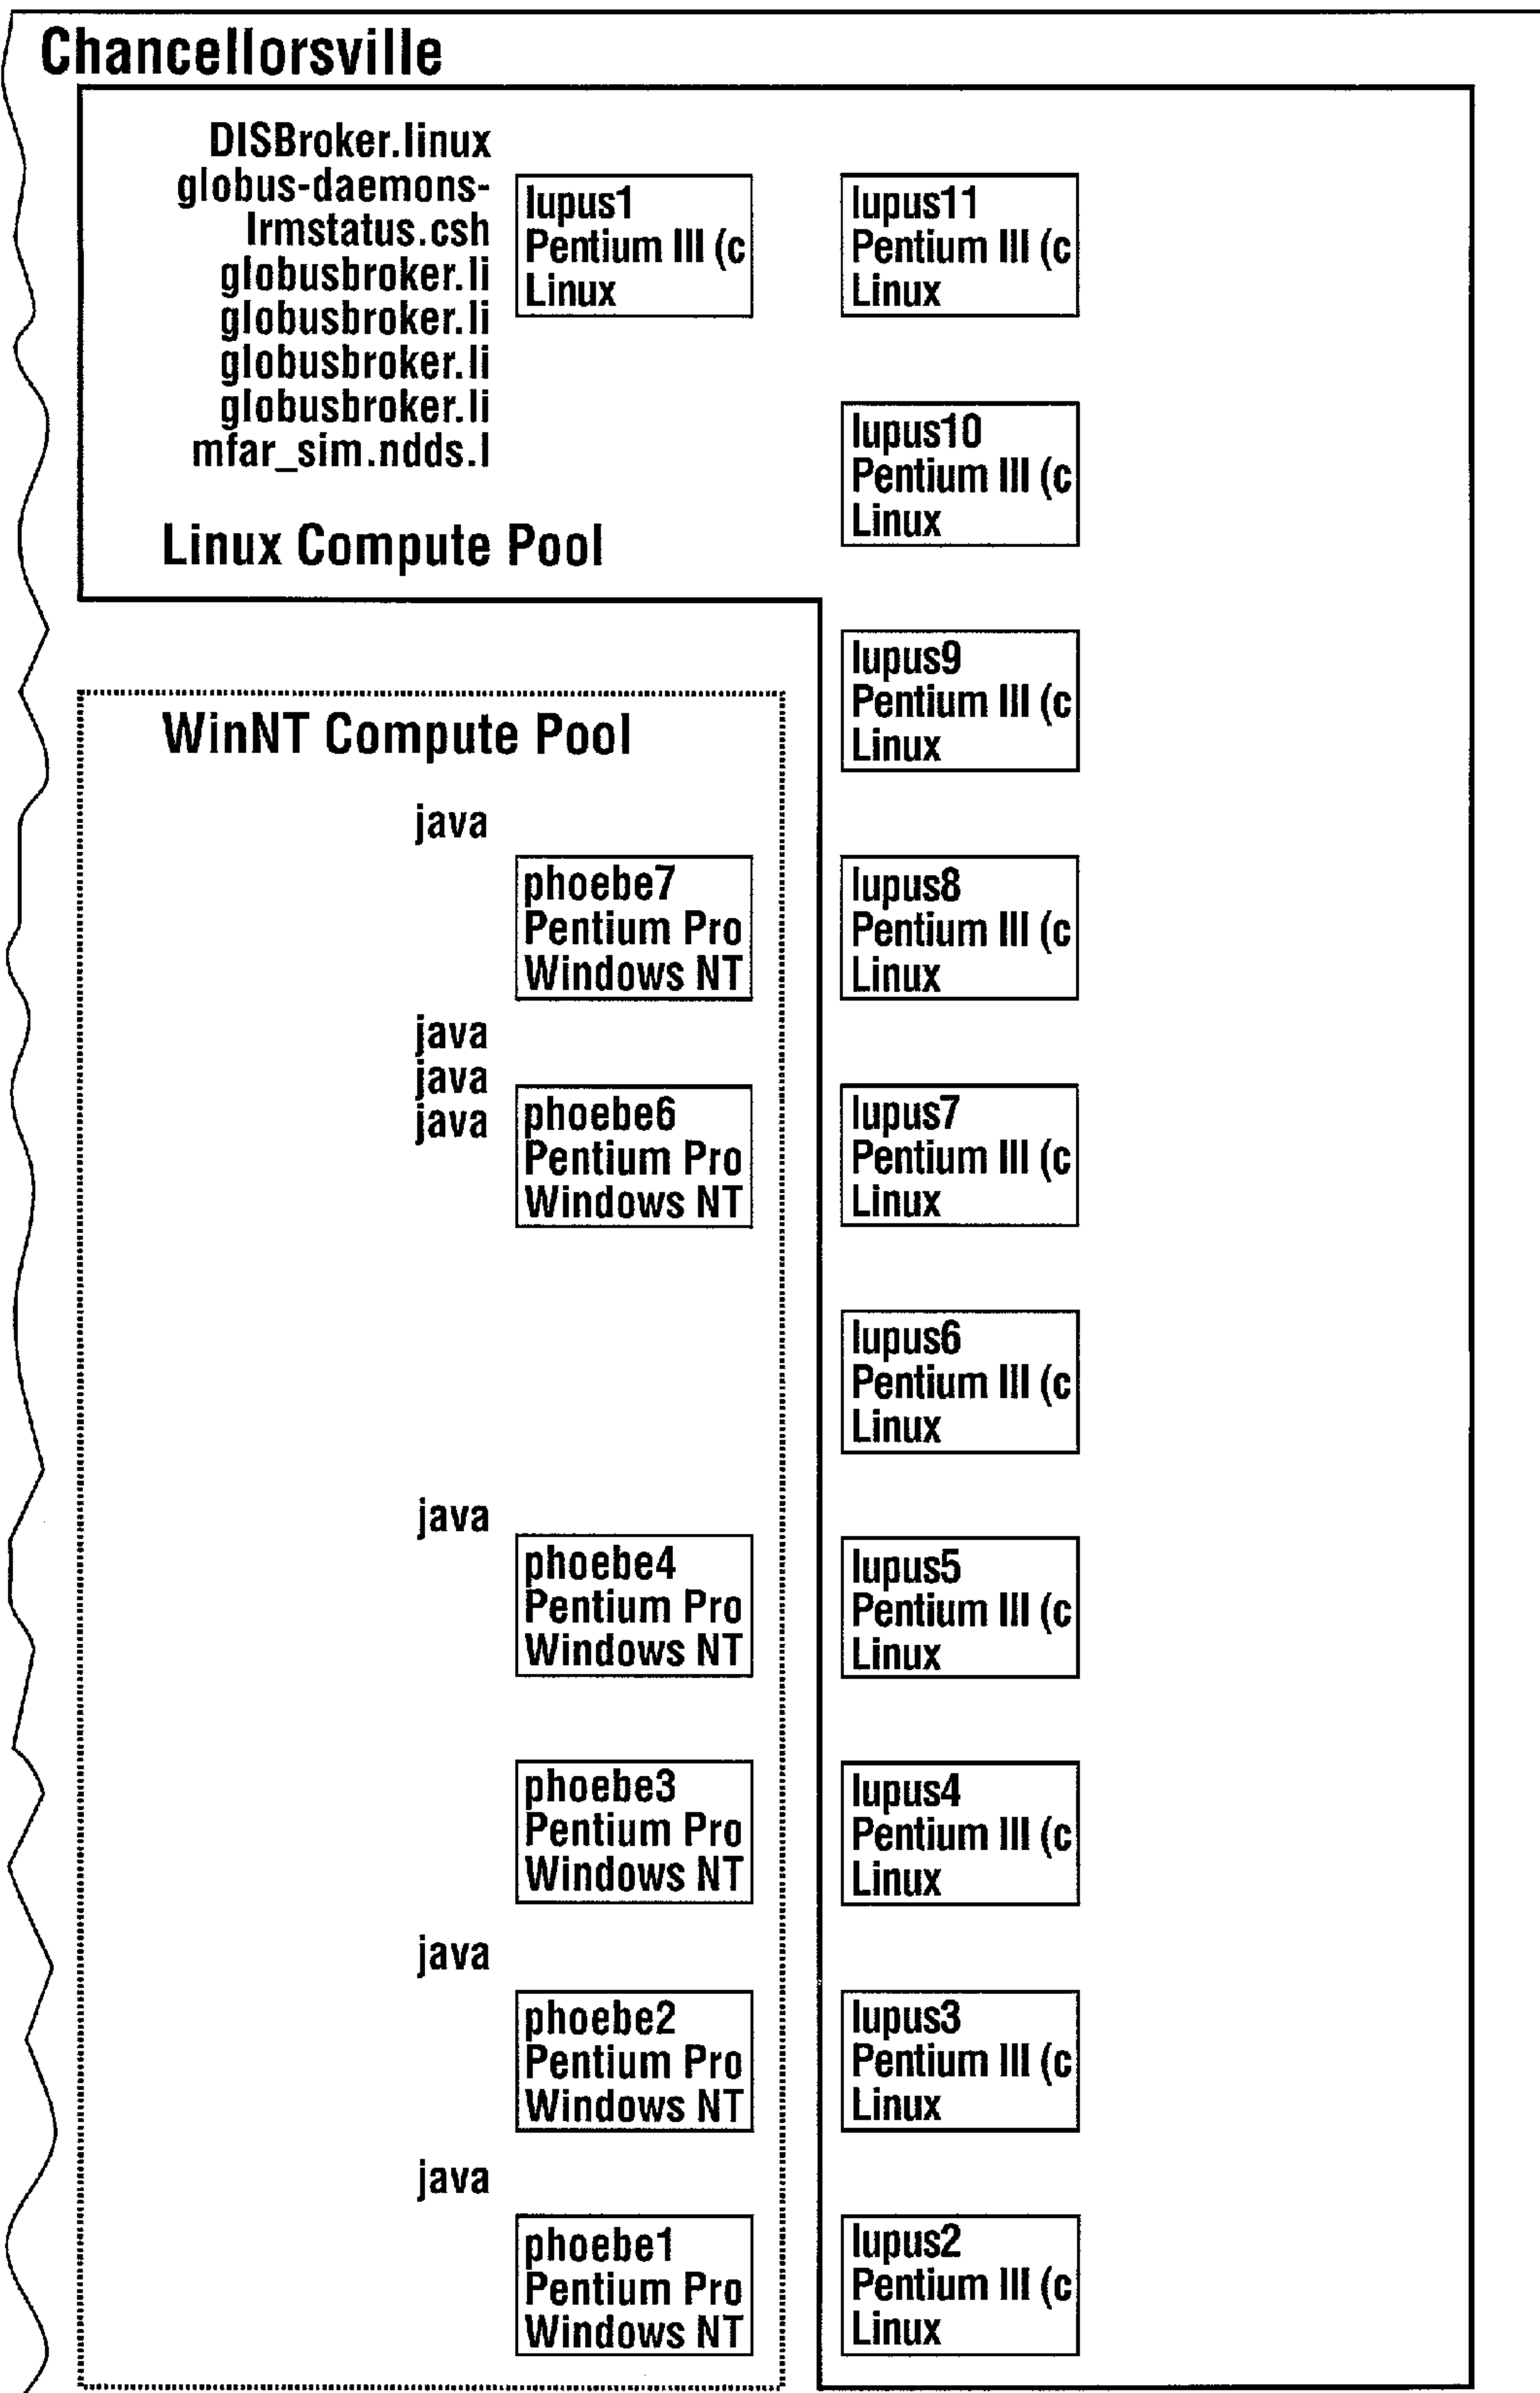 Chancellorsville
DISBroker.linux
globus-daemons-
lrmstatus.csh
globusbroker.li
globusbroker.li
globusbroker.li
globusbroker.li
mfar_sim.ndds.l
lupus1
Pentium III (c
Linux
Linux Compute Pool
lupus11
Pentium III (c
Linux
lupus10
Pentium III (c
Linux
lupus9
Pentium III (c
Linux
lupus8
Pentium III (c
Linux
lupus7
Pentium III (c
Linux
lupus6
Pentium III (c
Linux
lupus5
Pentium III (c
Linux
lupus4
Pentium III (c
Linux
lupus3
Pentium III (c
Linux
lupus2
Pentium III (c
Linux
WinNT Compute Pool
java
phoebe7
Pentium Pro
Windows NT
java
java
java
phoebe6
Pentium Pro
Windows NT
java
phoebe4
Pentium Pro
Windows NT
phoebe3
Pentium Pro
Windows NT
java
phoebe2
Pentium Pro
Windows NT
java
phoebe1
Pentium Pro
Windows NT